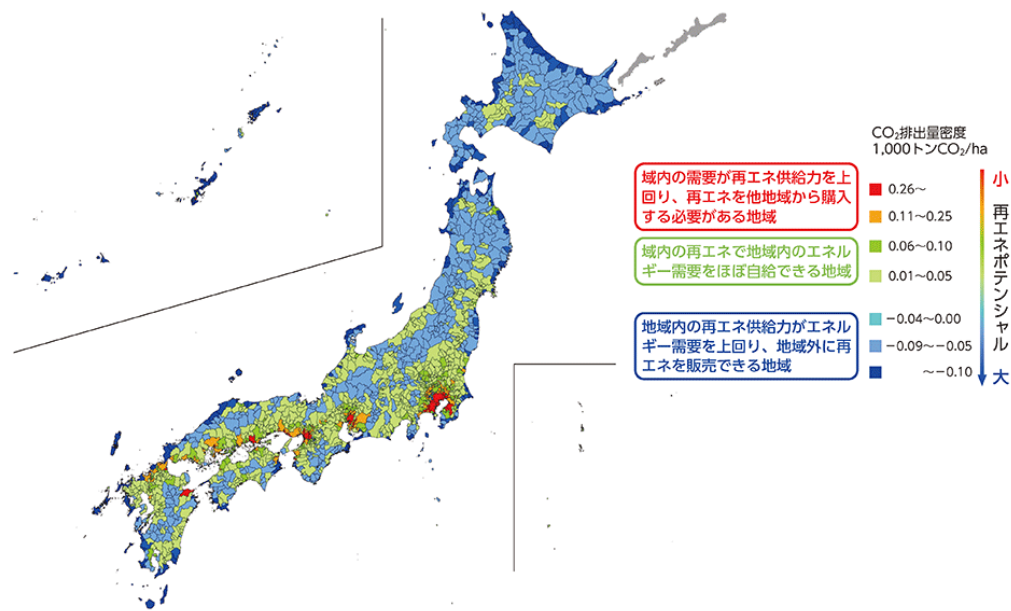 CO₂排出量密度
1,000トンCO₂/ha
域内の需要が再エネ供給力を上
回り、再エネを他地域から購入
する必要がある地域
域内の再エネで地域内のエネル
ギー需要をほぼ自給できる地域
地域内の再エネ供給力がエネル
ギー需要を上回り、地域外に再
エネを販売できる地域
0.26～
0.11～0.25
0.06～0.10
0.01～0.05
−0.04～0.00
−0.09～−0.05
～−0.10
小
再エネポテンシャル
大